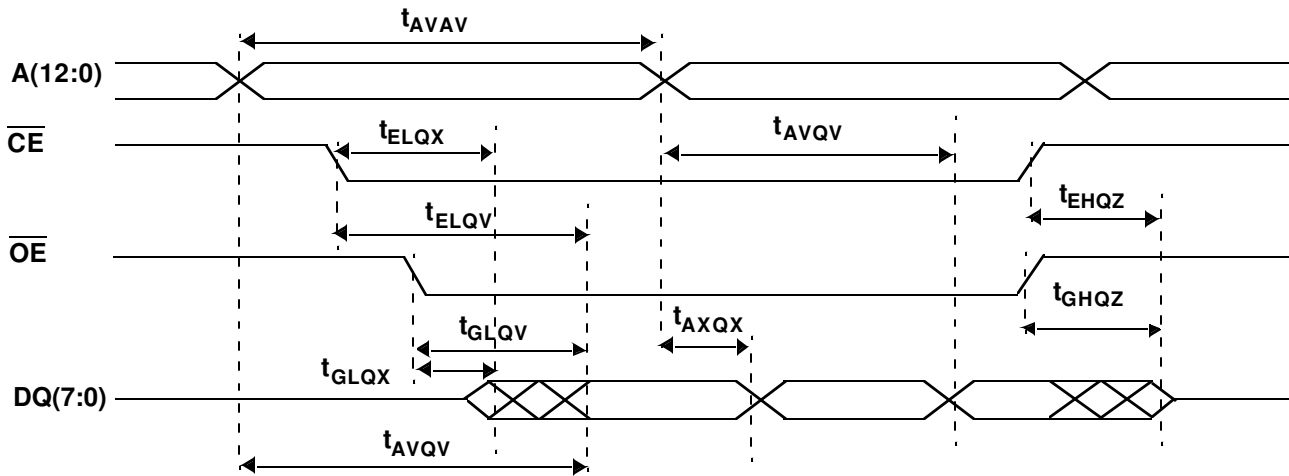 tAVAV
A(12:0)
tELQX
tAVQV
CE
tELQV
tEHQZ
OE
tGHQZ
tGLQV
tAXQX
tGLQX
DQ(7:0)
tAVQV